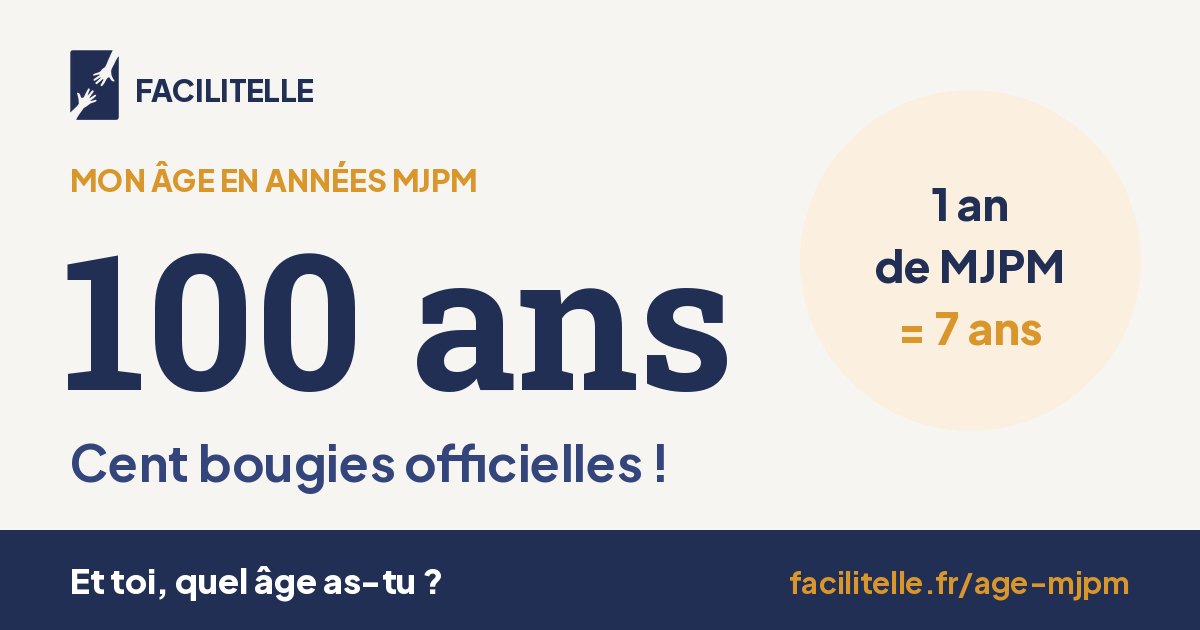 FACILITELLE
MON ÂGE EN ANNÉES MJPM
100 ans
Cent bougies officielles !
1 an
de MJPM
= 7 ans
Et toi, quel âge as-tu ?
facilitelle.fr/age-mjpm